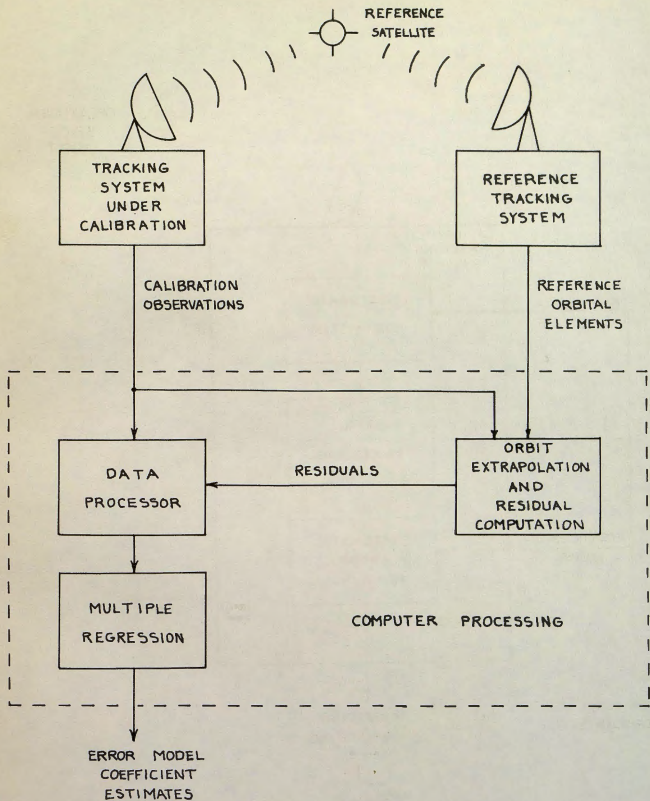 REFERENCE
SATELLITE
TRACKING
SYSTEM
UNDER
CALIBRATION
REFERENCE
TRACKING
SYSTEM
CALIBRATION
OBSERVATIONS
REFERENCE
ORBITAL
ELEMENTS
DATA
PROCESSOR
RESIDUALS
ORBIT
EXTRAPOLATION
AND
RESIDUAL
COMPUTATION
MULTIPLE
REGRESSION
COMPUTER PROCESSING
ERROR MODEL
COEFFICIENT
ESTIMATES